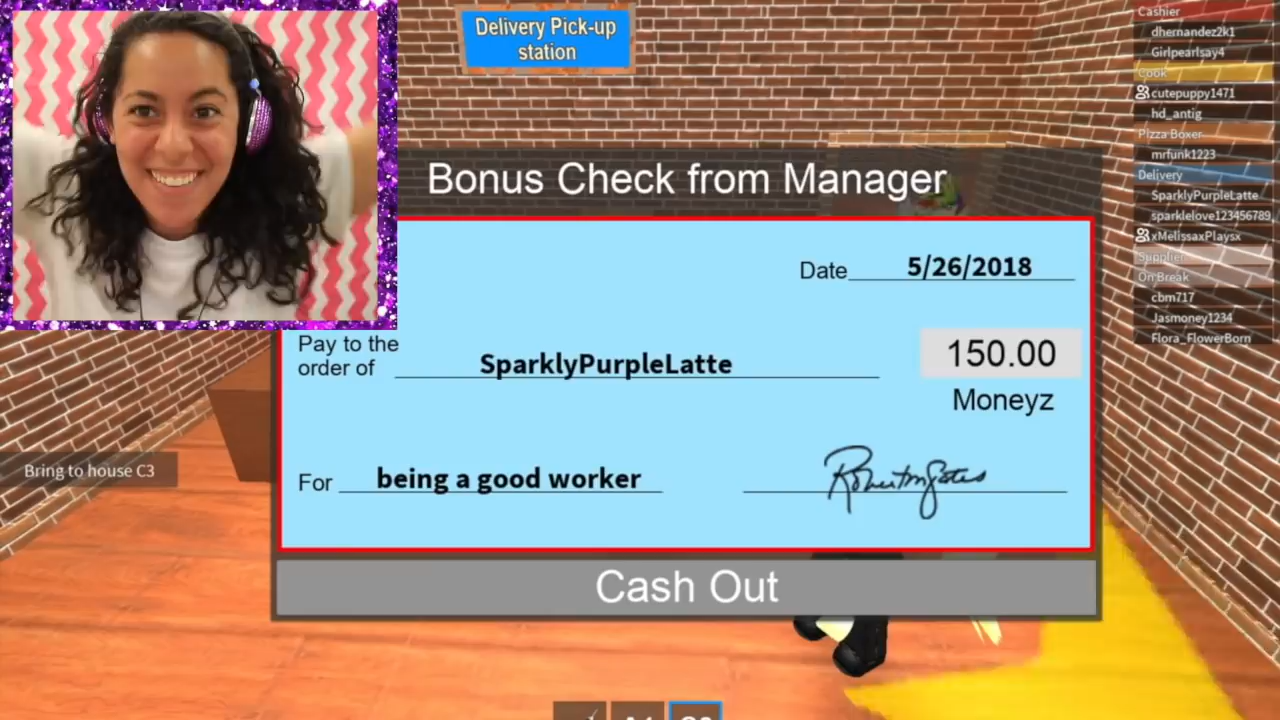 Delivery Pick-up
station
Bonus Check from Manager
Date 5/26/2018
Pay to the
order of SparklyPurpleLatte
150.00
Moneyz
For being a good worker
Cash Out
Bring to house C3
Cashier
dhernandez2k1
Girlpearlsay4
Cook
cutepuppy1471
hd_antig
Pizza Boxer
mrfunk1223
Delivery
SparklyPurpleLatte
sparklelove123456789,
xMelissaxPlaysx
Supplier
On Break
cbm717
Jasmoney1234
Flora_FlowerBorn